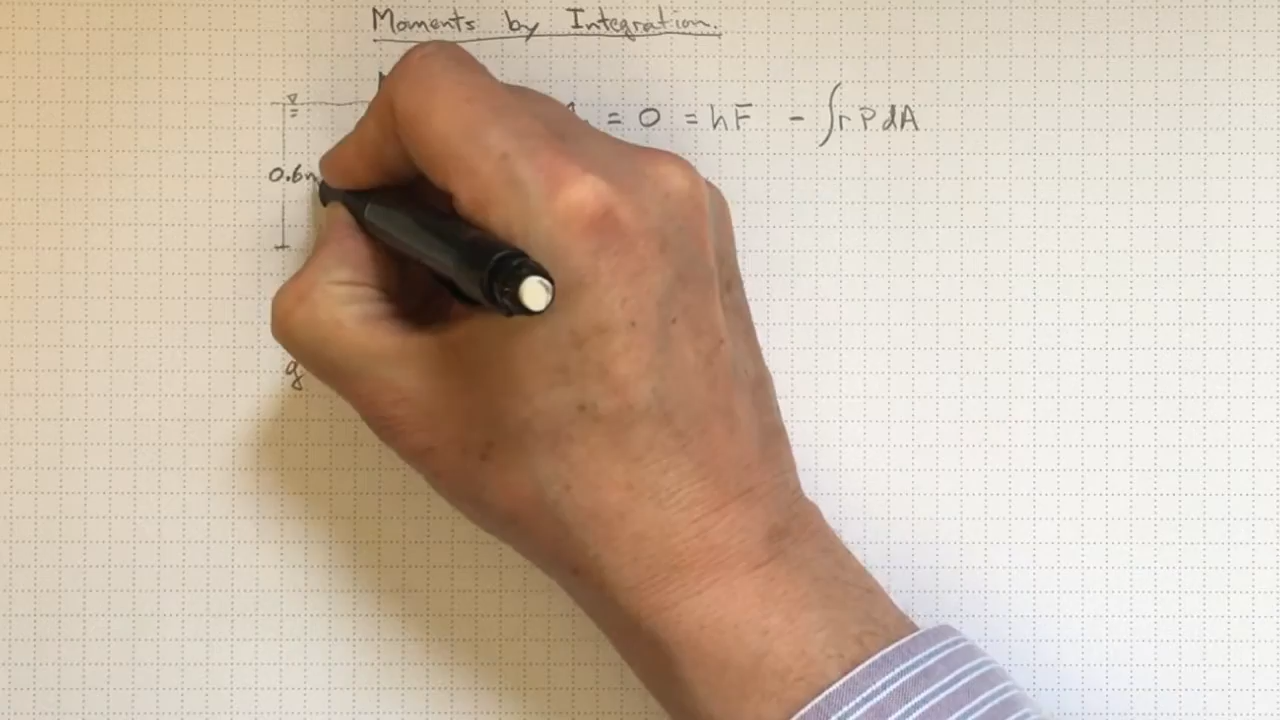 Moments by Integration.
= 0 = hF - ∫r P dA
0.6m
g